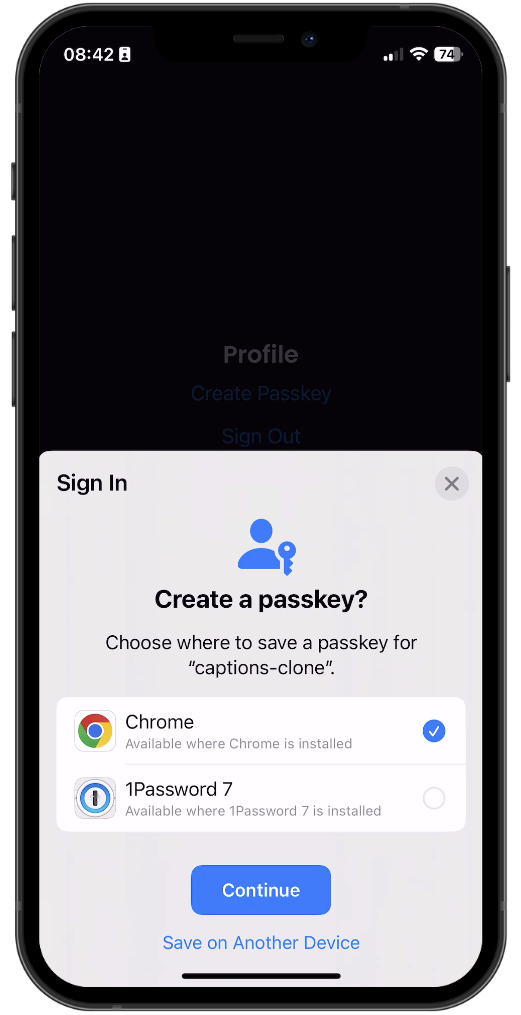 08:42
74
Profile
Create Passkey
Sign Out
Sign In
Create a passkey?
Choose where to save a passkey for
“captions-clone”.
Chrome
Available where Chrome is installed
1Password 7
Available where 1Password 7 is installed
Continue
Save on Another Device